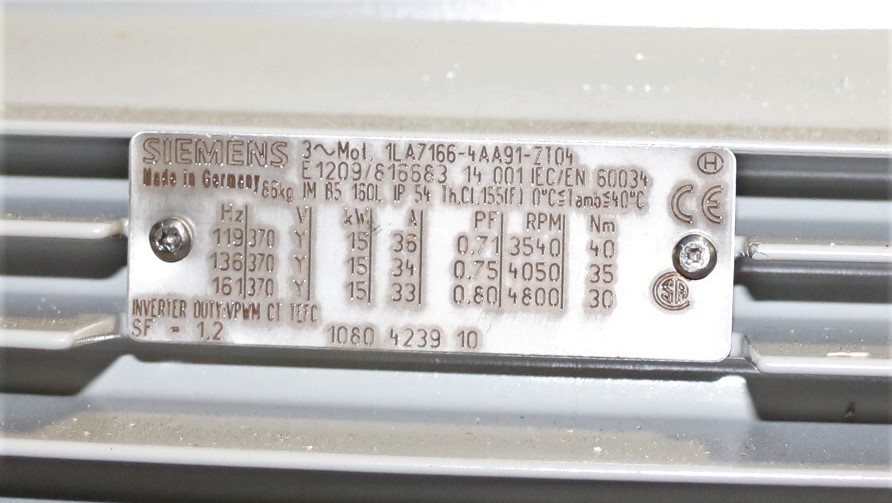 SIEMENS 3~Mot. 1LA7166-4AA91-ZT04 H
E1209/816683 14 001 IEC/EN 60034
Made in Germany 86kg IM B5 160L IP 54 Th.Cl.155(F) 0°C≤Tamb≤40°C CE
Hz V kW A PF RPM Nm
119 370 Y 15 36 0.71 3540 40
136 370 Y 15 34 0.75 4050 35
161 370 Y 15 33 0.80 4800 30
INVERTER DUTY:VPWM CT TEFC
SF = 1,2 1080 4239 10